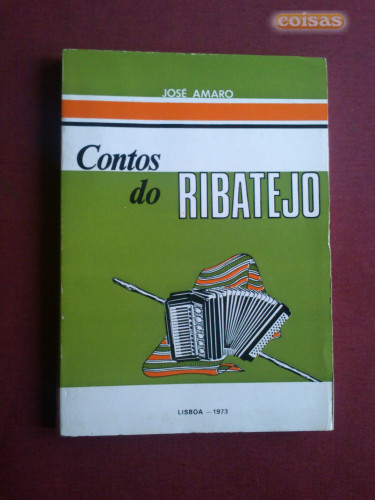 coisas
JOSÉ AMARO
Contos
do RIBATEJO
LISBOA - 1973